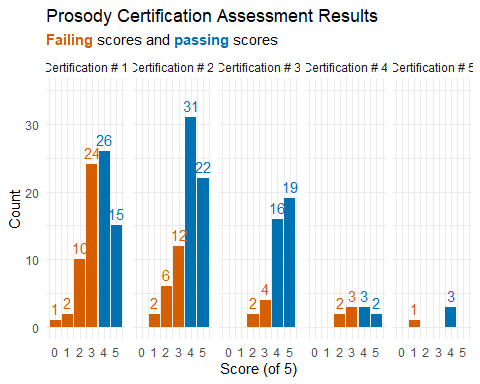 Prosody Certification Assessment Results
Failing scores and passing scores
Certification # 1 Certification # 2 Certification # 3 Certification # 4 Certification # 5
31
30
26
24
22
20
19
16
15
12
10
10
6
4
3 3
3
2 2 2 2 2
1 1
0
0 1 2 3 4 5 0 1 2 3 4 5 0 1 2 3 4 5 0 1 2 3 4 5 0 1 2 3 4 5
Count
Score (of 5)